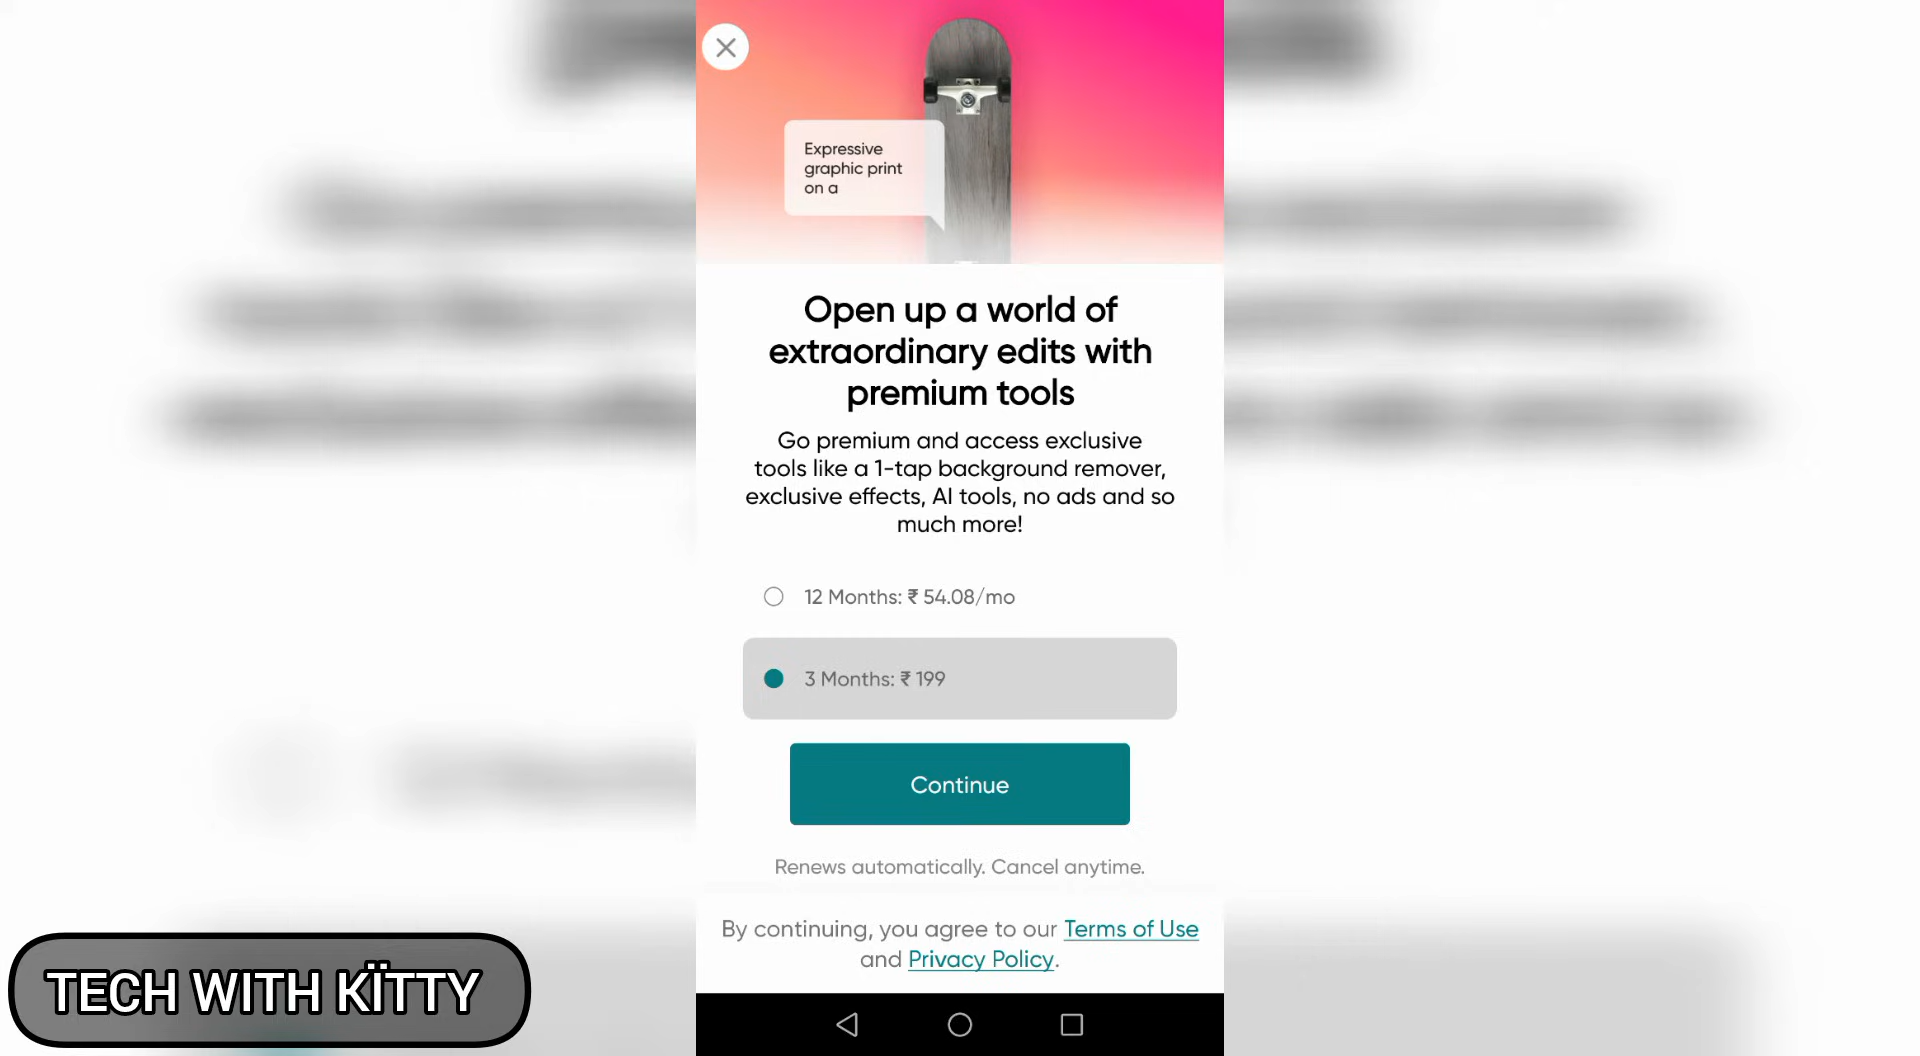 Expressive
graphic print
on a
Open up a world of
extraordinary edits with
premium tools
Go premium and access exclusive
tools like a 1-tap background remover,
exclusive effects, AI tools, no ads and so
much more!
12 Months: ₹ 54.08/mo
3 Months: ₹ 199
Continue
Renews automatically. Cancel anytime.
By continuing, you agree to our Terms of Use
and Privacy Policy.
TECH WITH KÏTTY